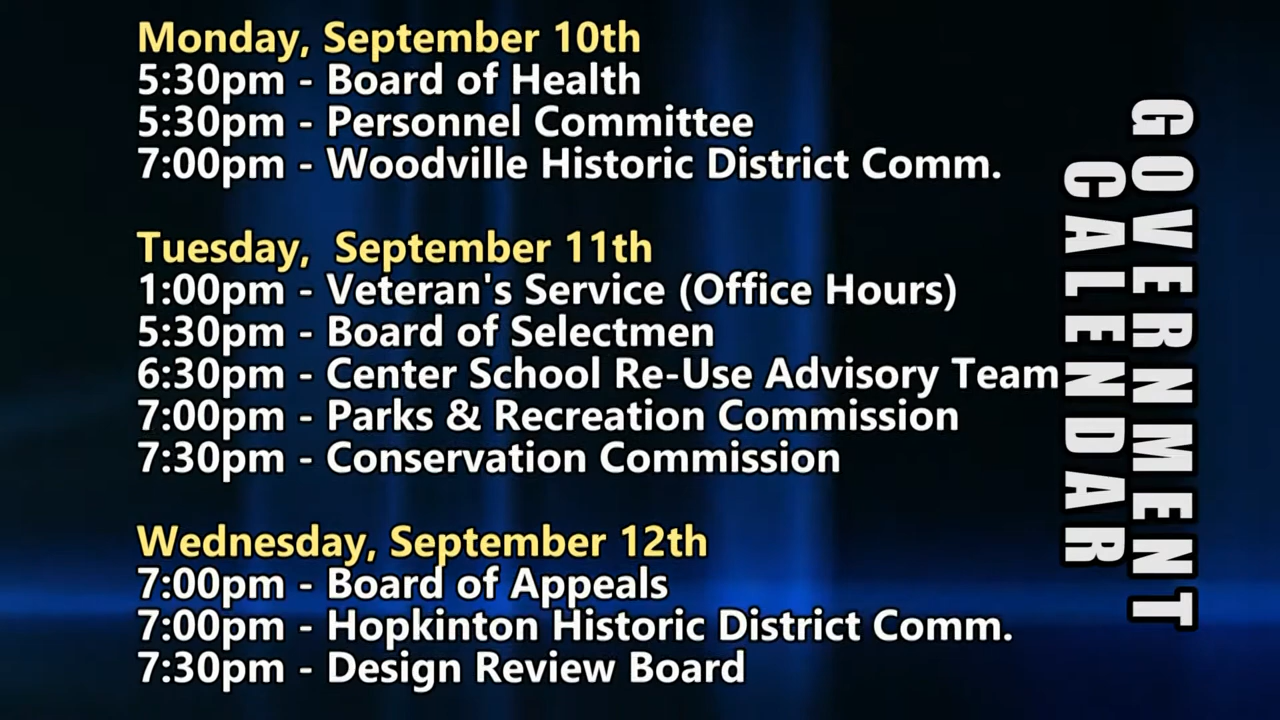 Monday, September 10th
5:30pm - Board of Health
5:30pm - Personnel Committee
7:00pm - Woodville Historic District Comm.
Tuesday,  September 11th
1:00pm - Veteran's Service (Office Hours)
5:30pm - Board of Selectmen
6:30pm - Center School Re-Use Advisory Team
7:00pm - Parks & Recreation Commission
7:30pm - Conservation Commission
Wednesday, September 12th
7:00pm - Board of Appeals
7:00pm - Hopkinton Historic District Comm.
7:30pm - Design Review Board
GOVERNMENT
CALENDAR